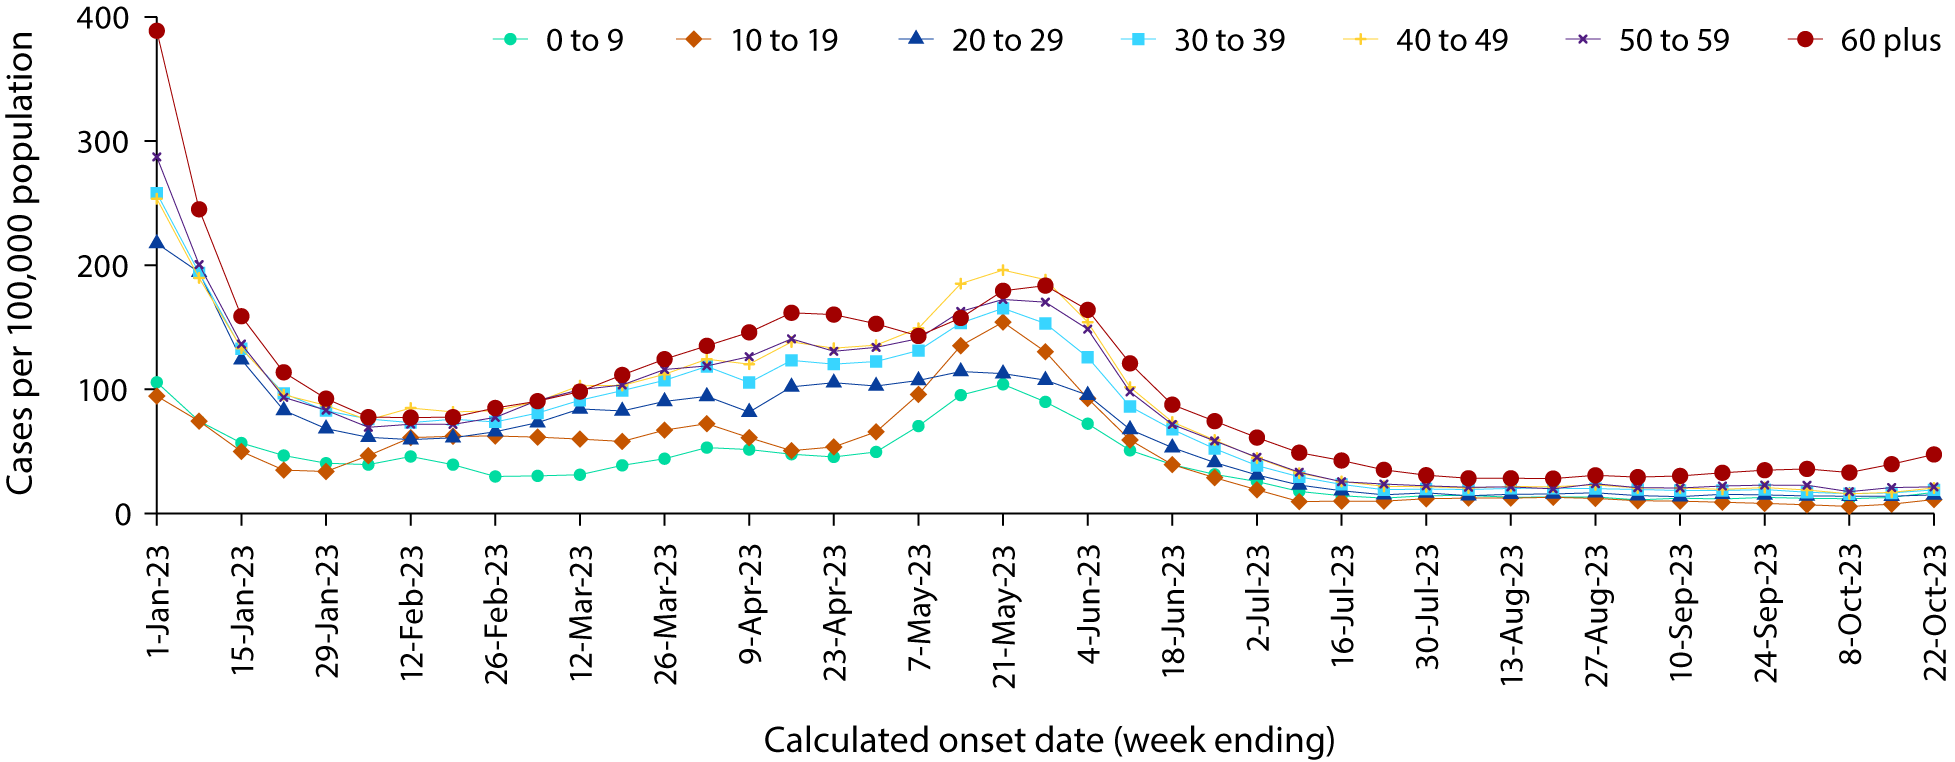 Cases per 100,000 population
400
300
200
100
0
0 to 9
10 to 19
20 to 29
30 to 39
40 to 49
50 to 59
60 plus
1-Jan-23
15-Jan-23
29-Jan-23
12-Feb-23
26-Feb-23
12-Mar-23
26-Mar-23
9-Apr-23
23-Apr-23
7-May-23
21-May-23
4-Jun-23
18-Jun-23
2-Jul-23
16-Jul-23
30-Jul-23
13-Aug-23
27-Aug-23
10-Sep-23
24-Sep-23
8-Oct-23
22-Oct-23
Calculated onset date (week ending)